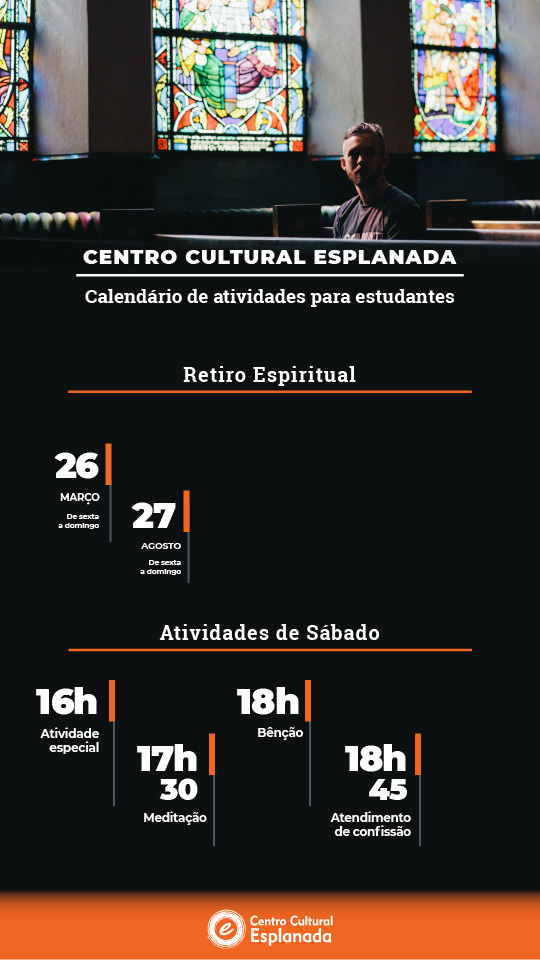 CENTRO CULTURAL ESPLANADA
Calendário de atividades para estudantes
Retiro Espiritual
26
MARÇO
De sexta
a domingo
27
AGOSTO
De sexta
a domingo
Atividades de Sábado
16h
Atividade
especial
17h
30
Meditação
18h
Bênção
18h
45
Atendimento
de confissão
e
Centro Cultural
Esplanada